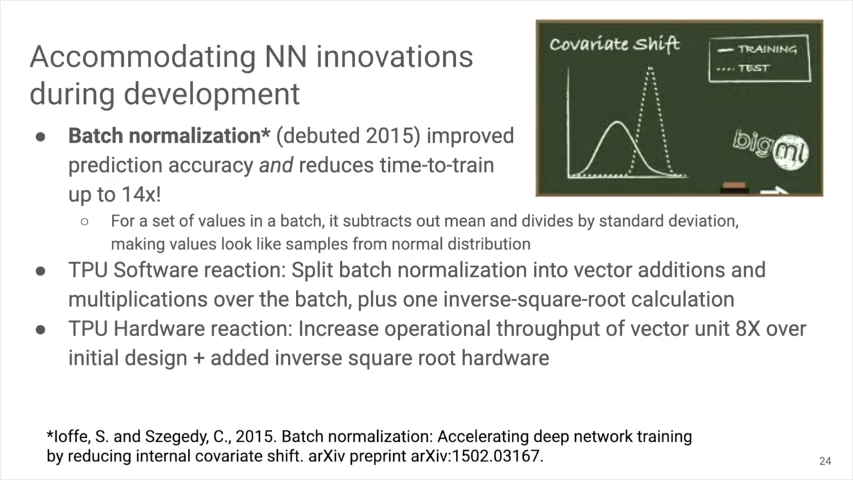 Accommodating NN innovations
during development
Covariate Shift
TRAINING
TEST
bigml
● Batch normalization* (debuted 2015) improved
prediction accuracy and reduces time-to-train
up to 14x!
○ For a set of values in a batch, it subtracts out mean and divides by standard deviation,
making values look like samples from normal distribution
● TPU Software reaction: Split batch normalization into vector additions and
multiplications over the batch, plus one inverse-square-root calculation
● TPU Hardware reaction: Increase operational throughput of vector unit 8X over
initial design + added inverse square root hardware
*Ioffe, S. and Szegedy, C., 2015. Batch normalization: Accelerating deep network training
by reducing internal covariate shift. arXiv preprint arXiv:1502.03167.
24